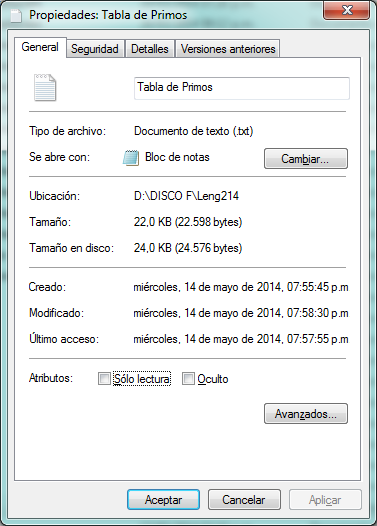 Propiedades: Tabla de Primos
General Seguridad Detalles Versiones anteriores
Tabla de Primos
Tipo de archivo: Documento de texto (.txt)
Se abre con: Bloc de notas Cambiar...
Ubicación: D:\DISCO F\Leng214
Tamaño: 22,0 KB (22.598 bytes)
Tamaño en disco: 24,0 KB (24.576 bytes)
Creado: miércoles, 14 de mayo de 2014, 07:55:45 p.m
Modificado: miércoles, 14 de mayo de 2014, 07:58:30 p.m
Último acceso: miércoles, 14 de mayo de 2014, 07:57:55 p.m
Atributos: Sólo lectura Oculto
Avanzados...
Aceptar Cancelar Aplicar